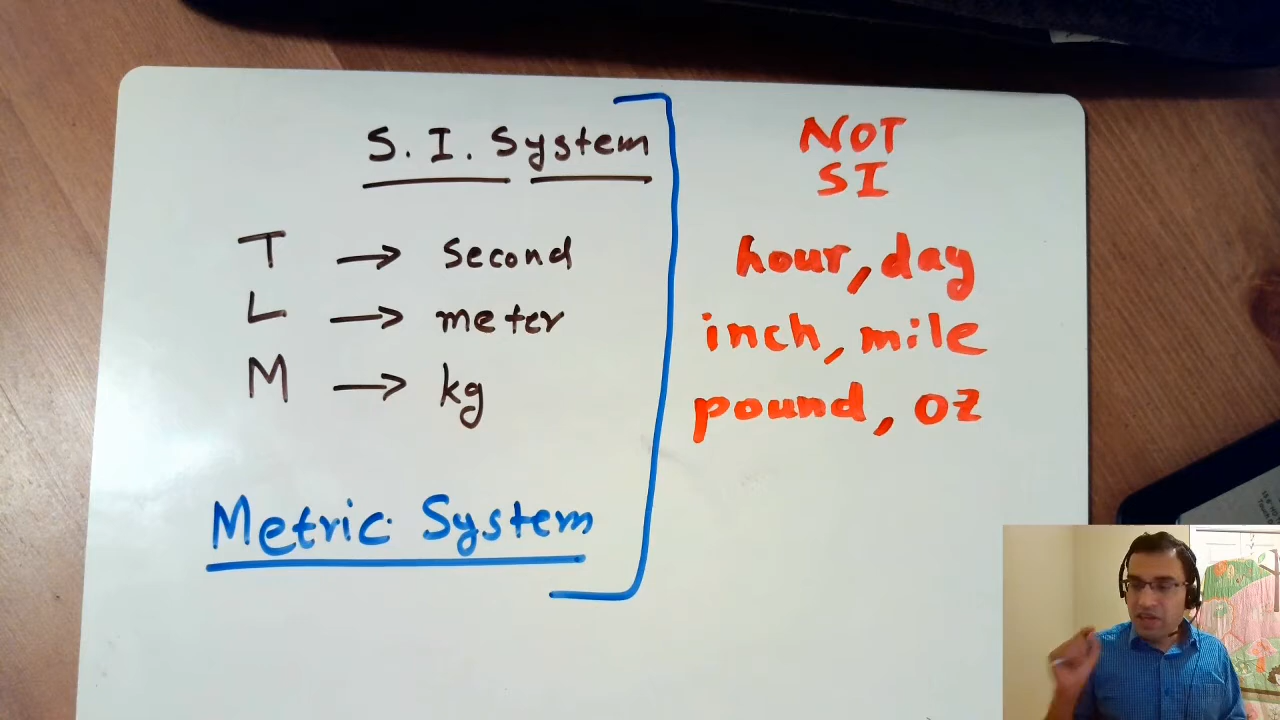 S. I. System
T → second
L → meter
M → kg
Metric System
NOT
SI
hour, day
inch, mile
pound, oz